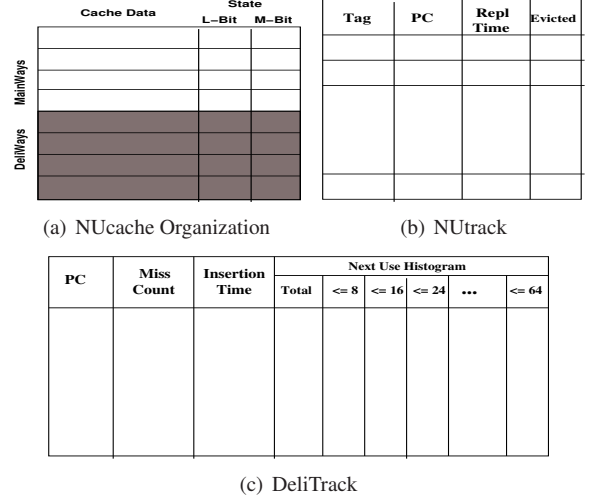 Cache Data
State
L-Bit M-Bit
MainWays
DeliWays
(a) NUcache Organization
Tag PC Repl Time Evicted
(b) NUtrack
PC Miss Count Insertion Time Next Use Histogram
Total <= 8 <= 16 <= 24 ... <= 64
(c) DeliTrack